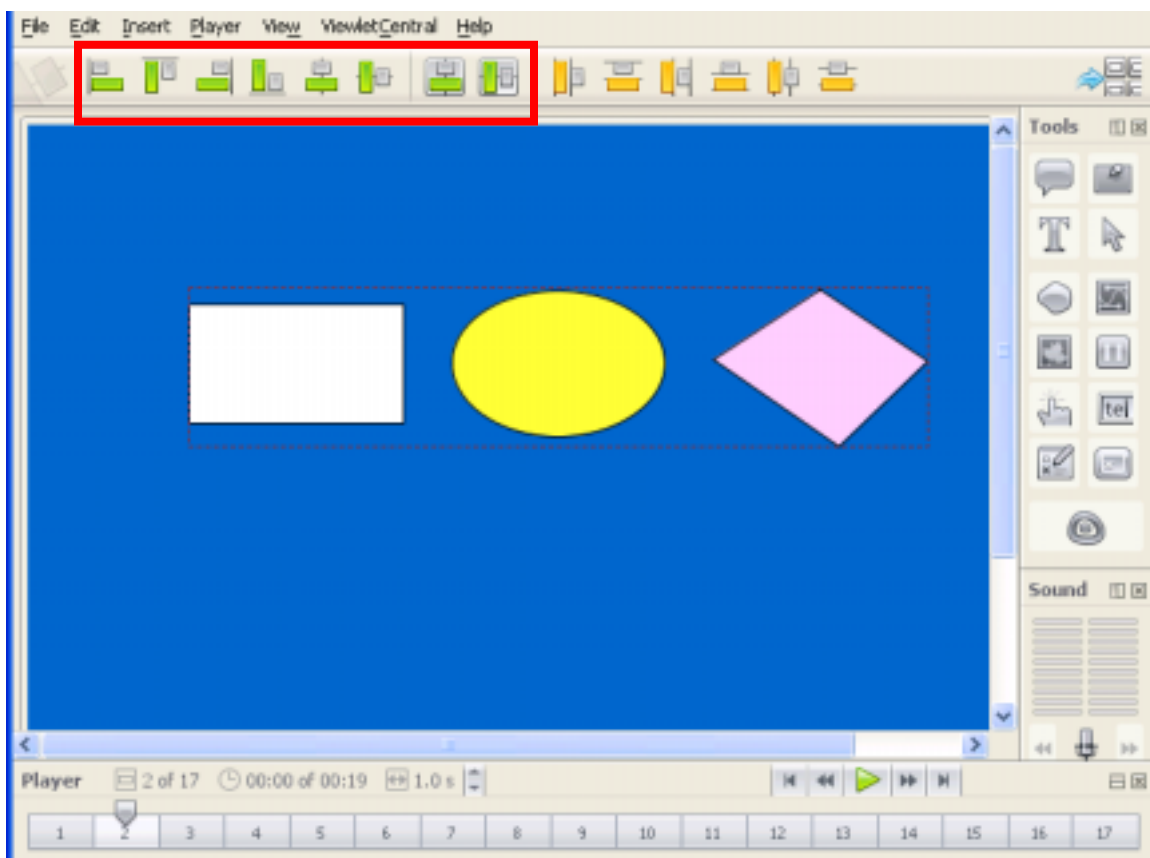 File Edit Insert Player View ViewletCentral Help
Tools
T
tel
Sound
Player 2 of 17 00:00 of 00:19 1.0 s
1 2 3 4 5 6 7 8 9 10 11 12 13 14 15 16 17